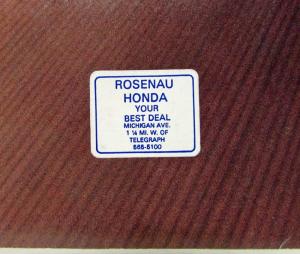 ROSENAU
HONDA
YOUR
BEST DEAL
MICHIGAN AVE.
1 ¼ MI. W. OF
TELEGRAPH
565-5100